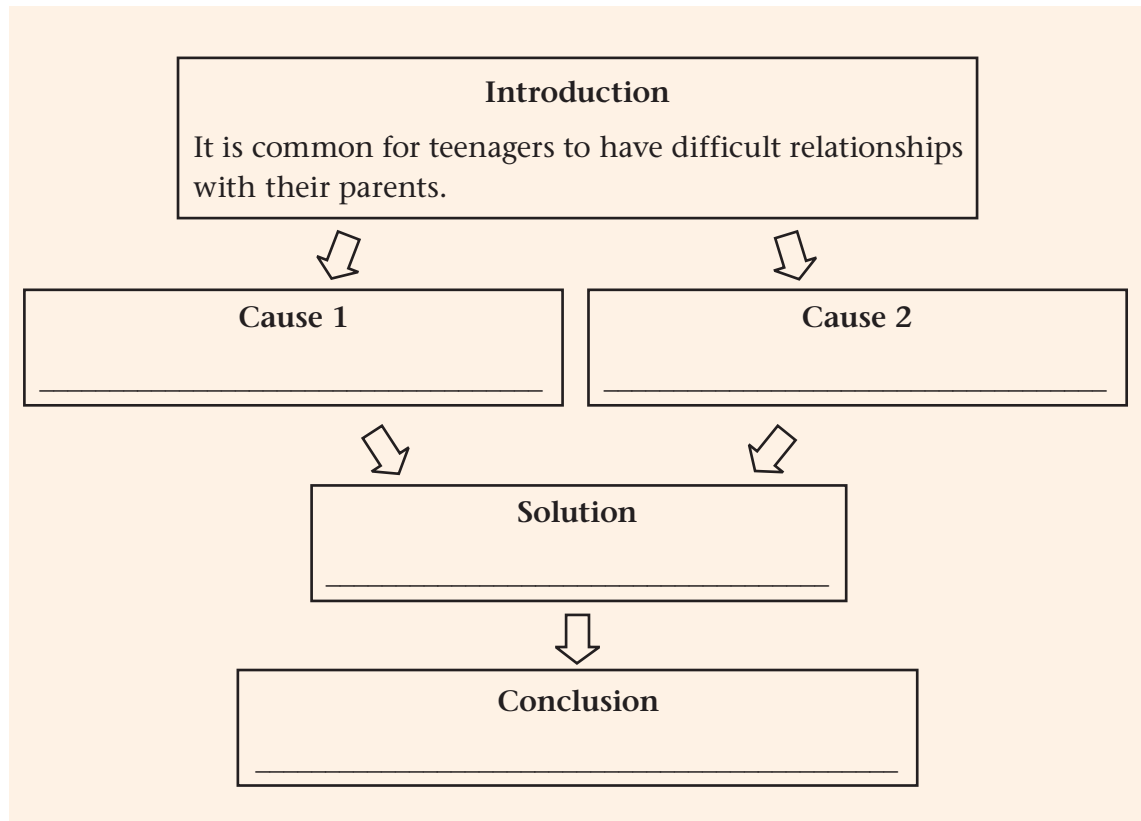 Introduction
It is common for teenagers to have difficult relationships
with their parents.
Cause 1
Cause 2
Solution
Conclusion